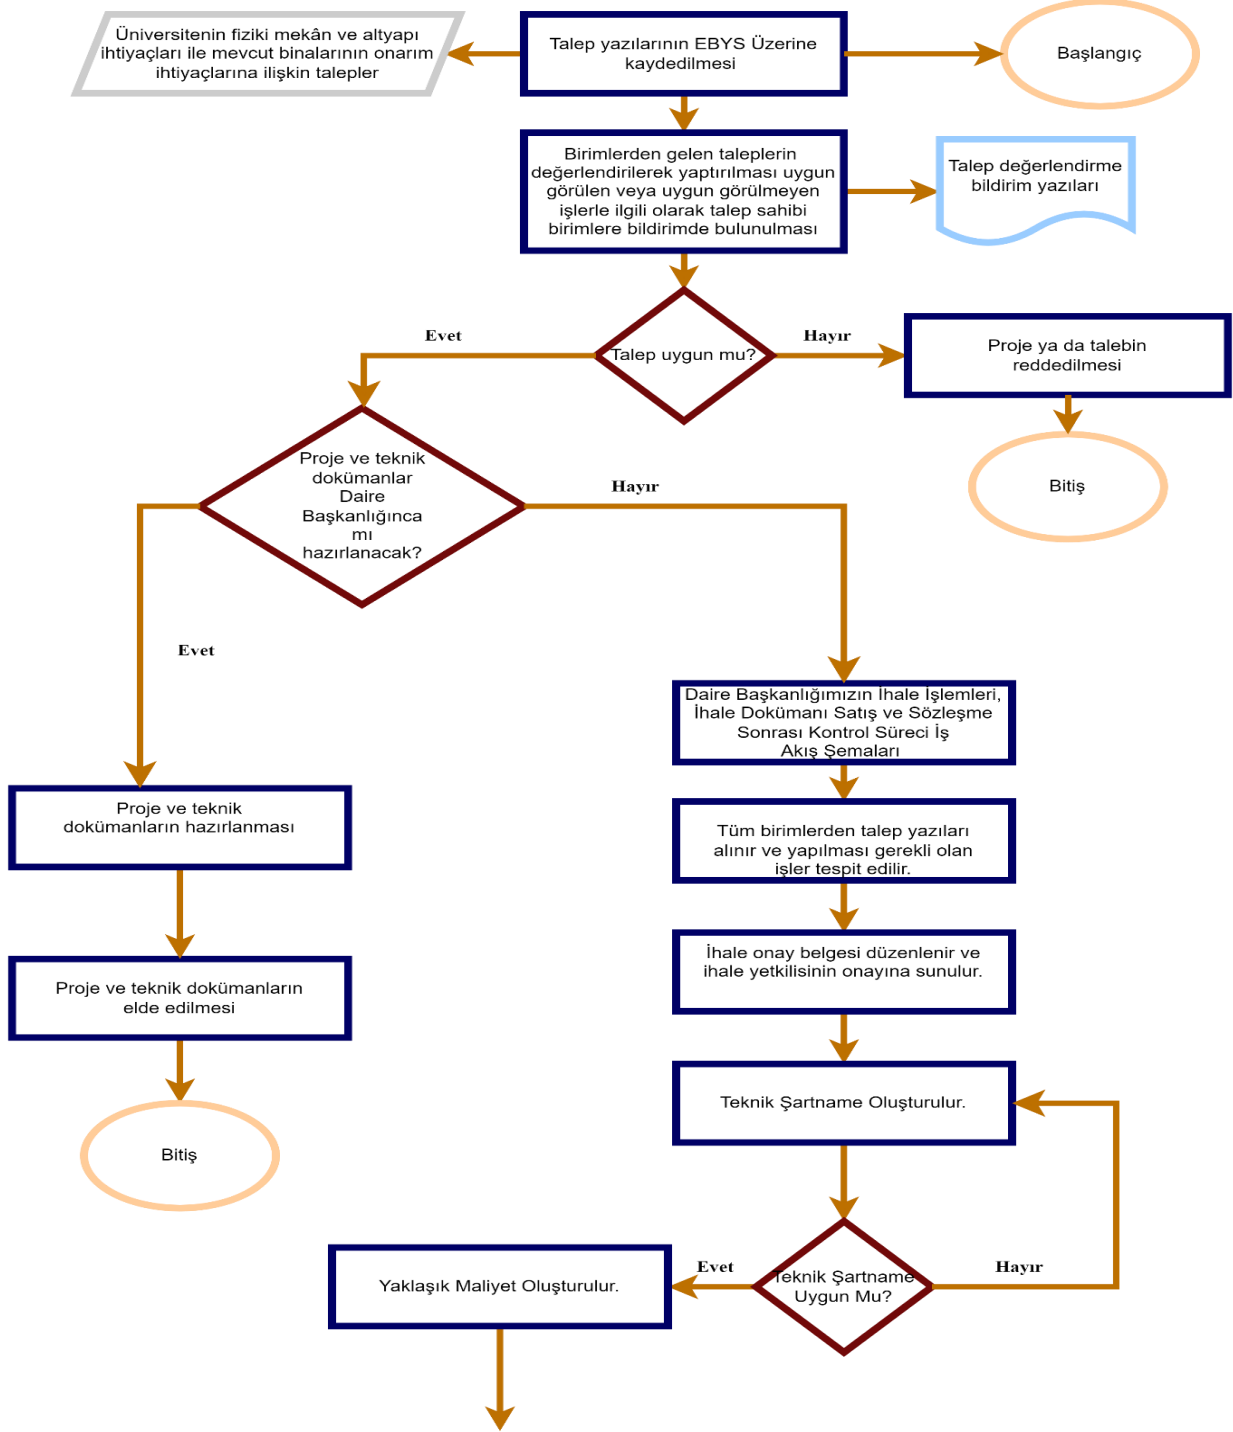 Üniversitenin fiziki mekân ve altyapı
ihtiyaçları ile mevcut binalarının onarım
ihtiyaçlarına ilişkin talepler
Talep yazılarının EBYS Üzerine
kaydedilmesi
Başlangıç
Birimlerden gelen taleplerin
değerlendirilerek yaptırılması uygun
görülen veya uygun görülmeyen
işlerle ilgili olarak talep sahibi
birimlere bildirimde bulunulması
Talep değerlendirme
bildirim yazıları
Evet
Talep uygun mu?
Hayır
Proje ya da talebin
reddedilmesi
Bitiş
Proje ve teknik
dokümanlar
Daire
Başkanlığınca
mı
hazırlanacak?
Hayır
Evet
Daire Başkanlığımızın İhale İşlemleri,
İhale Dokümanı Satış ve Sözleşme
Sonrası Kontrol Süreci İş
Akış Şemaları
Proje ve teknik
dokümanların hazırlanması
Tüm birimlerden talep yazıları
alınır ve yapılması gerekli olan
işler tespit edilir.
İhale onay belgesi düzenlenir ve
ihale yetkilisinin onayına sunulur.
Proje ve teknik dokümanların
elde edilmesi
Teknik Şartname Oluşturulur.
Bitiş
Evet
Teknik Şartname
Uygun Mu?
Hayır
Yaklaşık Maliyet Oluşturulur.